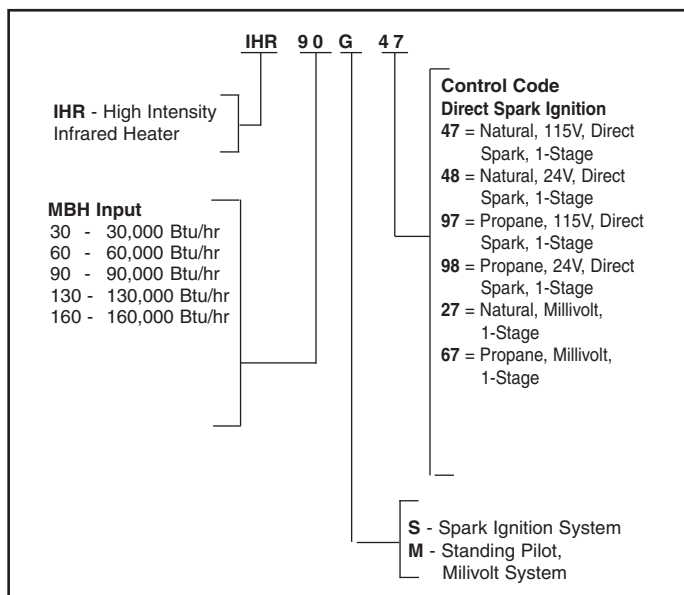 IHR 90 G 47
IHR - High Intensity
Infrared Heater
MBH Input
30 - 30,000 Btu/hr
60 - 60,000 Btu/hr
90 - 90,000 Btu/hr
130 - 130,000 Btu/hr
160 - 160,000 Btu/hr
Control Code
Direct Spark Ignition
47 = Natural, 115V, Direct
Spark, 1-Stage
48 = Natural, 24V, Direct
Spark, 1-Stage
97 = Propane, 115V, Direct
Spark, 1-Stage
98 = Propane, 24V, Direct
Spark, 1-Stage
27 = Natural, Millivolt,
1-Stage
67 = Propane, Millivolt,
1-Stage
S - Spark Ignition System
M - Standing Pilot,
Milivolt System